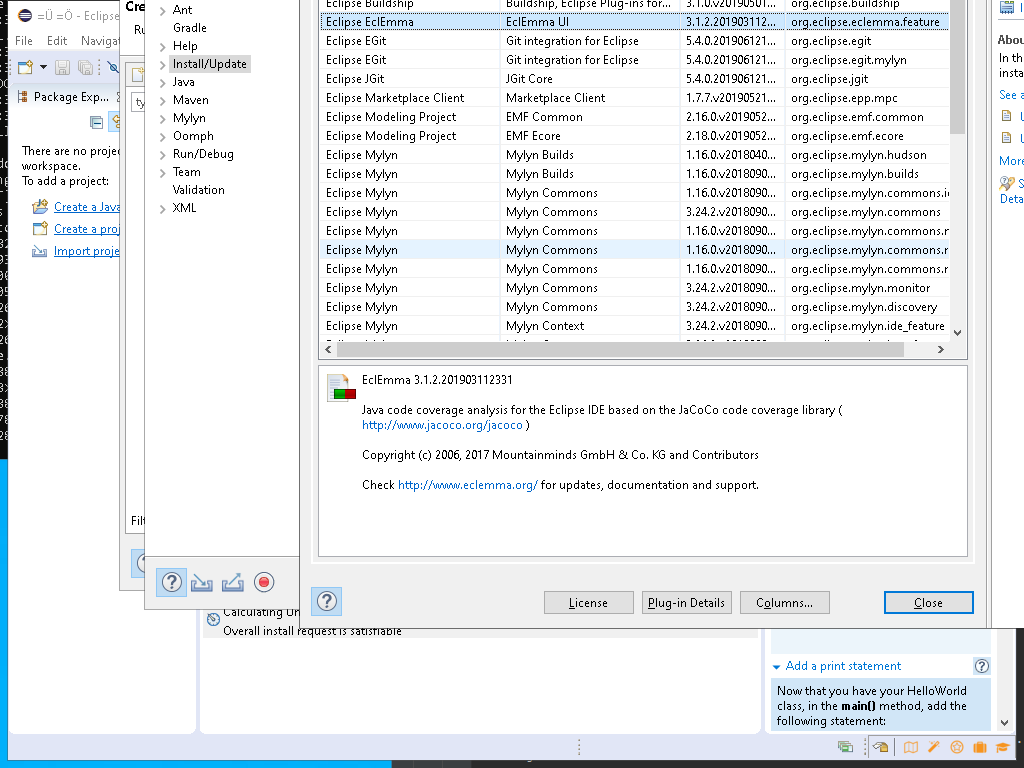 =Ü =Ö - Eclipse
File Edit Navigat
Package Exp...
There are no proje
workspace.
To add a project:
Create a Java
Create a proj
Import proje
Cre
Ru
ty
Filt
Ant
Gradle
Help
Install/Update
Java
Maven
Mylyn
Oomph
Run/Debug
Team
Validation
XML
Eclipse Buildship Buildship, Eclipse Plug-ins for... 3.1.0.v20190501... org.eclipse.buildship
Eclipse EclEmma EclEmma UI 3.1.2.201903112... org.eclipse.eclemma.feature
Eclipse EGit Git integration for Eclipse 5.4.0.201906121... org.eclipse.egit
Eclipse EGit Git integration for Eclipse 5.4.0.201906121... org.eclipse.egit.mylyn
Eclipse JGit JGit Core 5.4.0.201906121... org.eclipse.jgit
Eclipse Marketplace Client Marketplace Client 1.7.7.v20190521... org.eclipse.epp.mpc
Eclipse Modeling Project EMF Common 2.16.0.v2019052... org.eclipse.emf.common
Eclipse Modeling Project EMF Ecore 2.18.0.v2019052... org.eclipse.emf.ecore
Eclipse Mylyn Mylyn Builds 1.16.0.v2018040... org.eclipse.mylyn.hudson
Eclipse Mylyn Mylyn Builds 1.16.0.v2018090... org.eclipse.mylyn.builds
Eclipse Mylyn Mylyn Commons 1.16.0.v2018090... org.eclipse.mylyn.commons.ic
Eclipse Mylyn Mylyn Commons 3.24.2.v2018090... org.eclipse.mylyn.commons
Eclipse Mylyn Mylyn Commons 1.16.0.v2018090... org.eclipse.mylyn.commons.r
Eclipse Mylyn Mylyn Commons 1.16.0.v2018090... org.eclipse.mylyn.commons.r
Eclipse Mylyn Mylyn Commons 1.16.0.v2018090... org.eclipse.mylyn.commons.r
Eclipse Mylyn Mylyn Commons 3.24.2.v2018090... org.eclipse.mylyn.monitor
Eclipse Mylyn Mylyn Commons 3.24.2.v2018090... org.eclipse.mylyn.discovery
Eclipse Mylyn Mylyn Context 3.24.2.v2018090... org.eclipse.mylyn.ide_feature
EclEmma 3.1.2.201903112331
Java code coverage analysis for the Eclipse IDE based on the JaCoCo code coverage library (
http://www.jacoco.org/jacoco )
Copyright (c) 2006, 2017 Mountainminds GmbH & Co. KG and Contributors
Check http://www.eclemma.org/ for updates, documentation and support.
License Plug-in Details Columns... Close
Calculating
Overall install request is satisfiable
Abou
In th
insta
See a
More
Deta
Add a print statement
Now that you have your HelloWorld
class, in the main() method, add the
following statement: